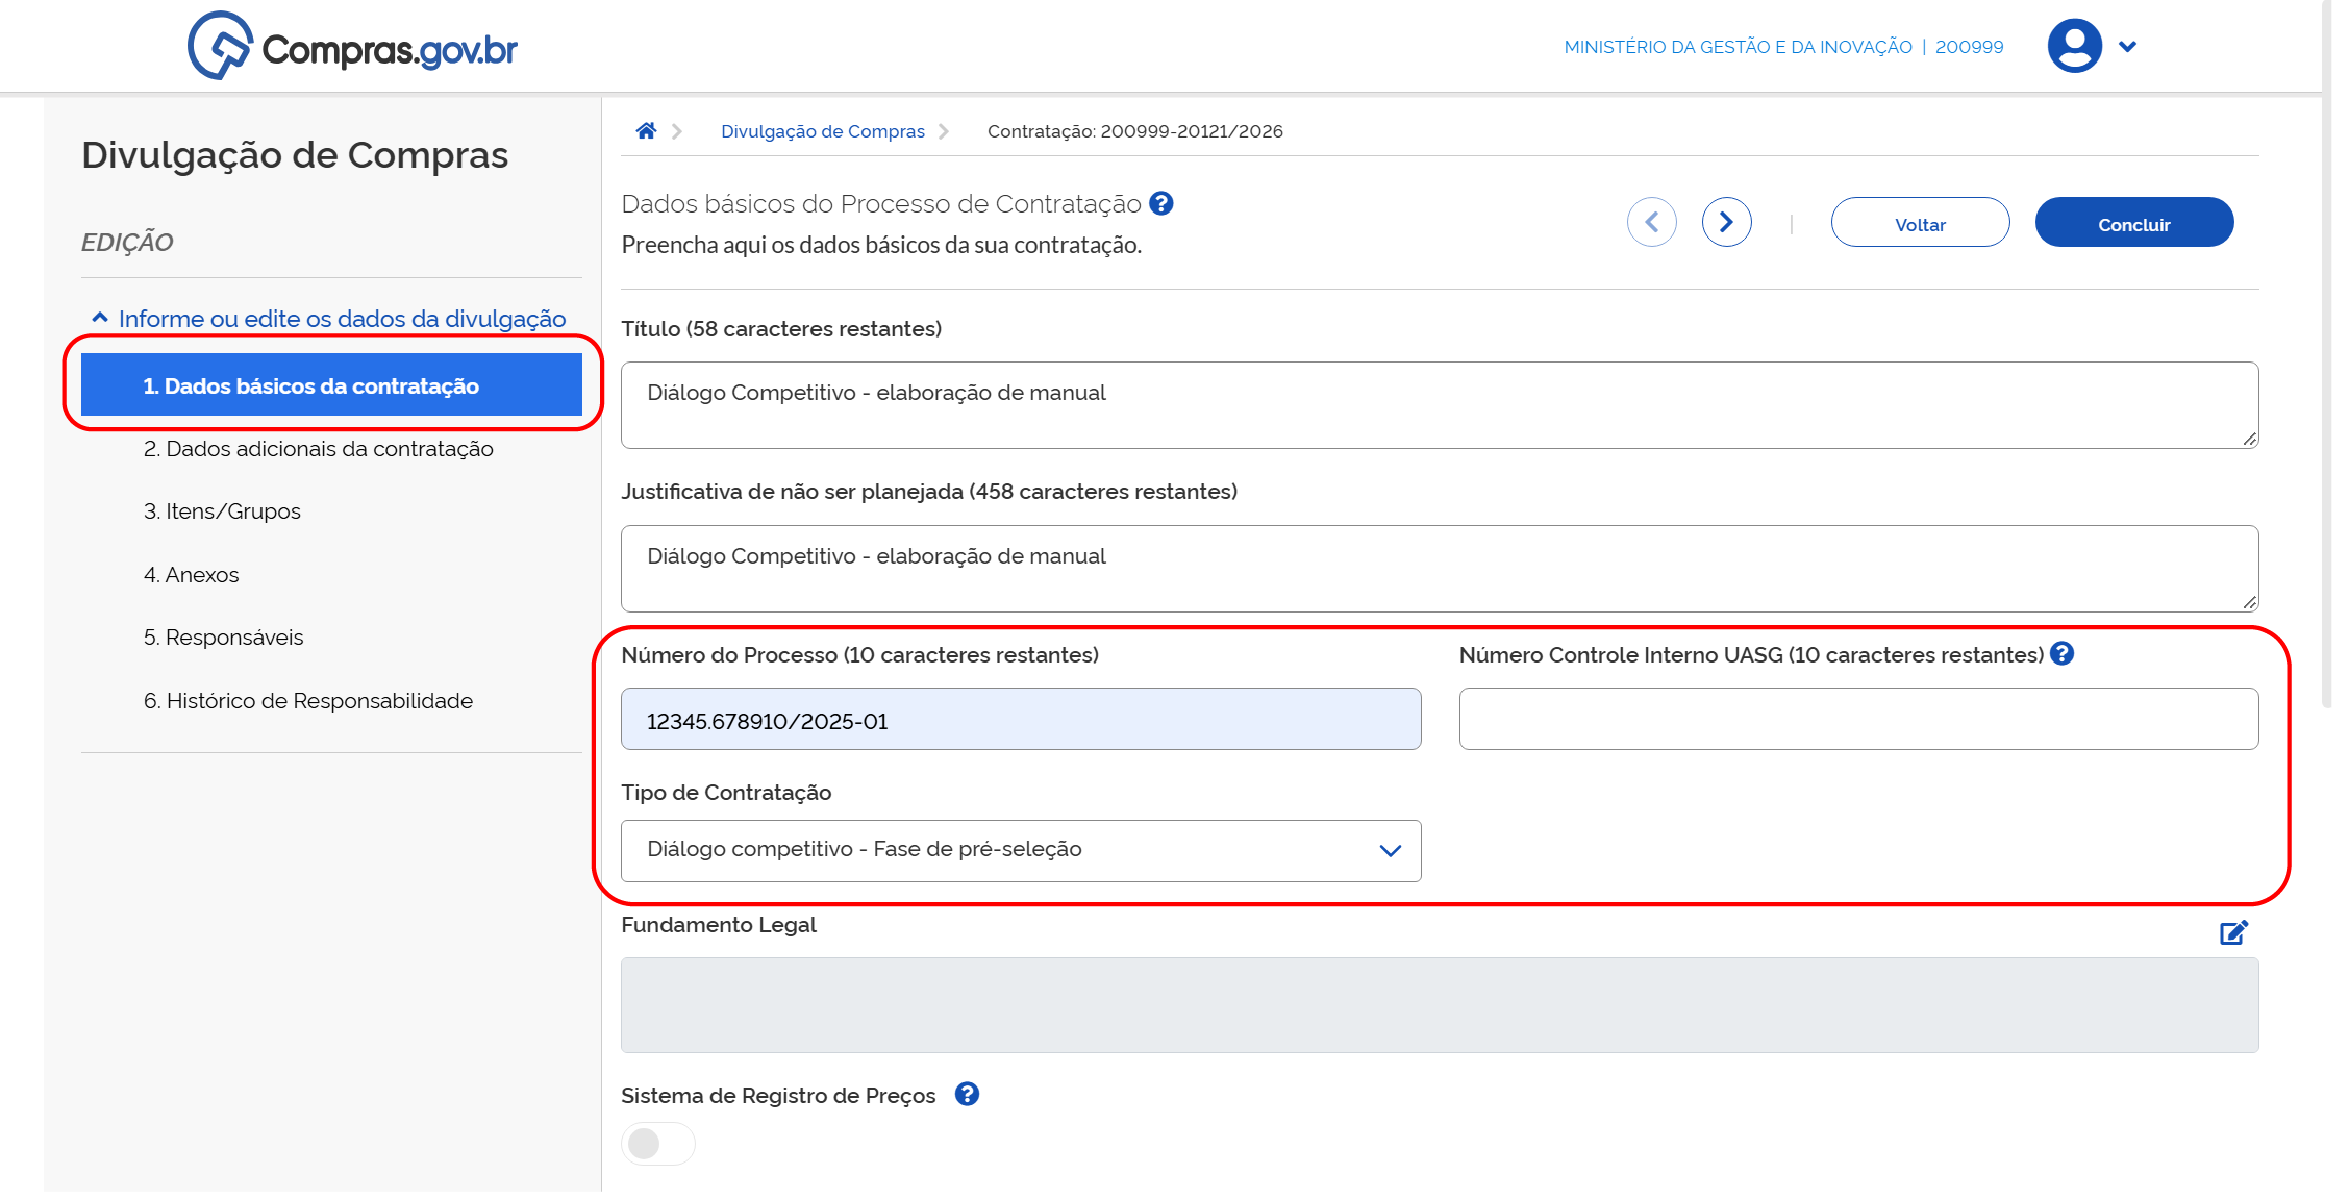 Compras.gov.br
MINISTÉRIO DA GESTÃO E DA INOVAÇÃO | 200999
Divulgação de Compras
EDIÇÃO
Informe ou edite os dados da divulgação
1. Dados básicos da contratação
2. Dados adicionais da contratação
3. Itens/Grupos
4. Anexos
5. Responsáveis
6. Histórico de Responsabilidade
Divulgação de Compras
Contratação: 200999-20121/2026
Dados básicos do Processo de Contratação
Preencha aqui os dados básicos da sua contratação.
Voltar
Concluir
Título (58 caracteres restantes)
Diálogo Competitivo - elaboração de manual
Justificativa de não ser planejada (458 caracteres restantes)
Diálogo Competitivo - elaboração de manual
Número do Processo (10 caracteres restantes)
12345.678910/2025-01
Número Controle Interno UASG (10 caracteres restantes)
Tipo de Contratação
Diálogo competitivo - Fase de pré-seleção
Fundamento Legal
Sistema de Registro de Preços